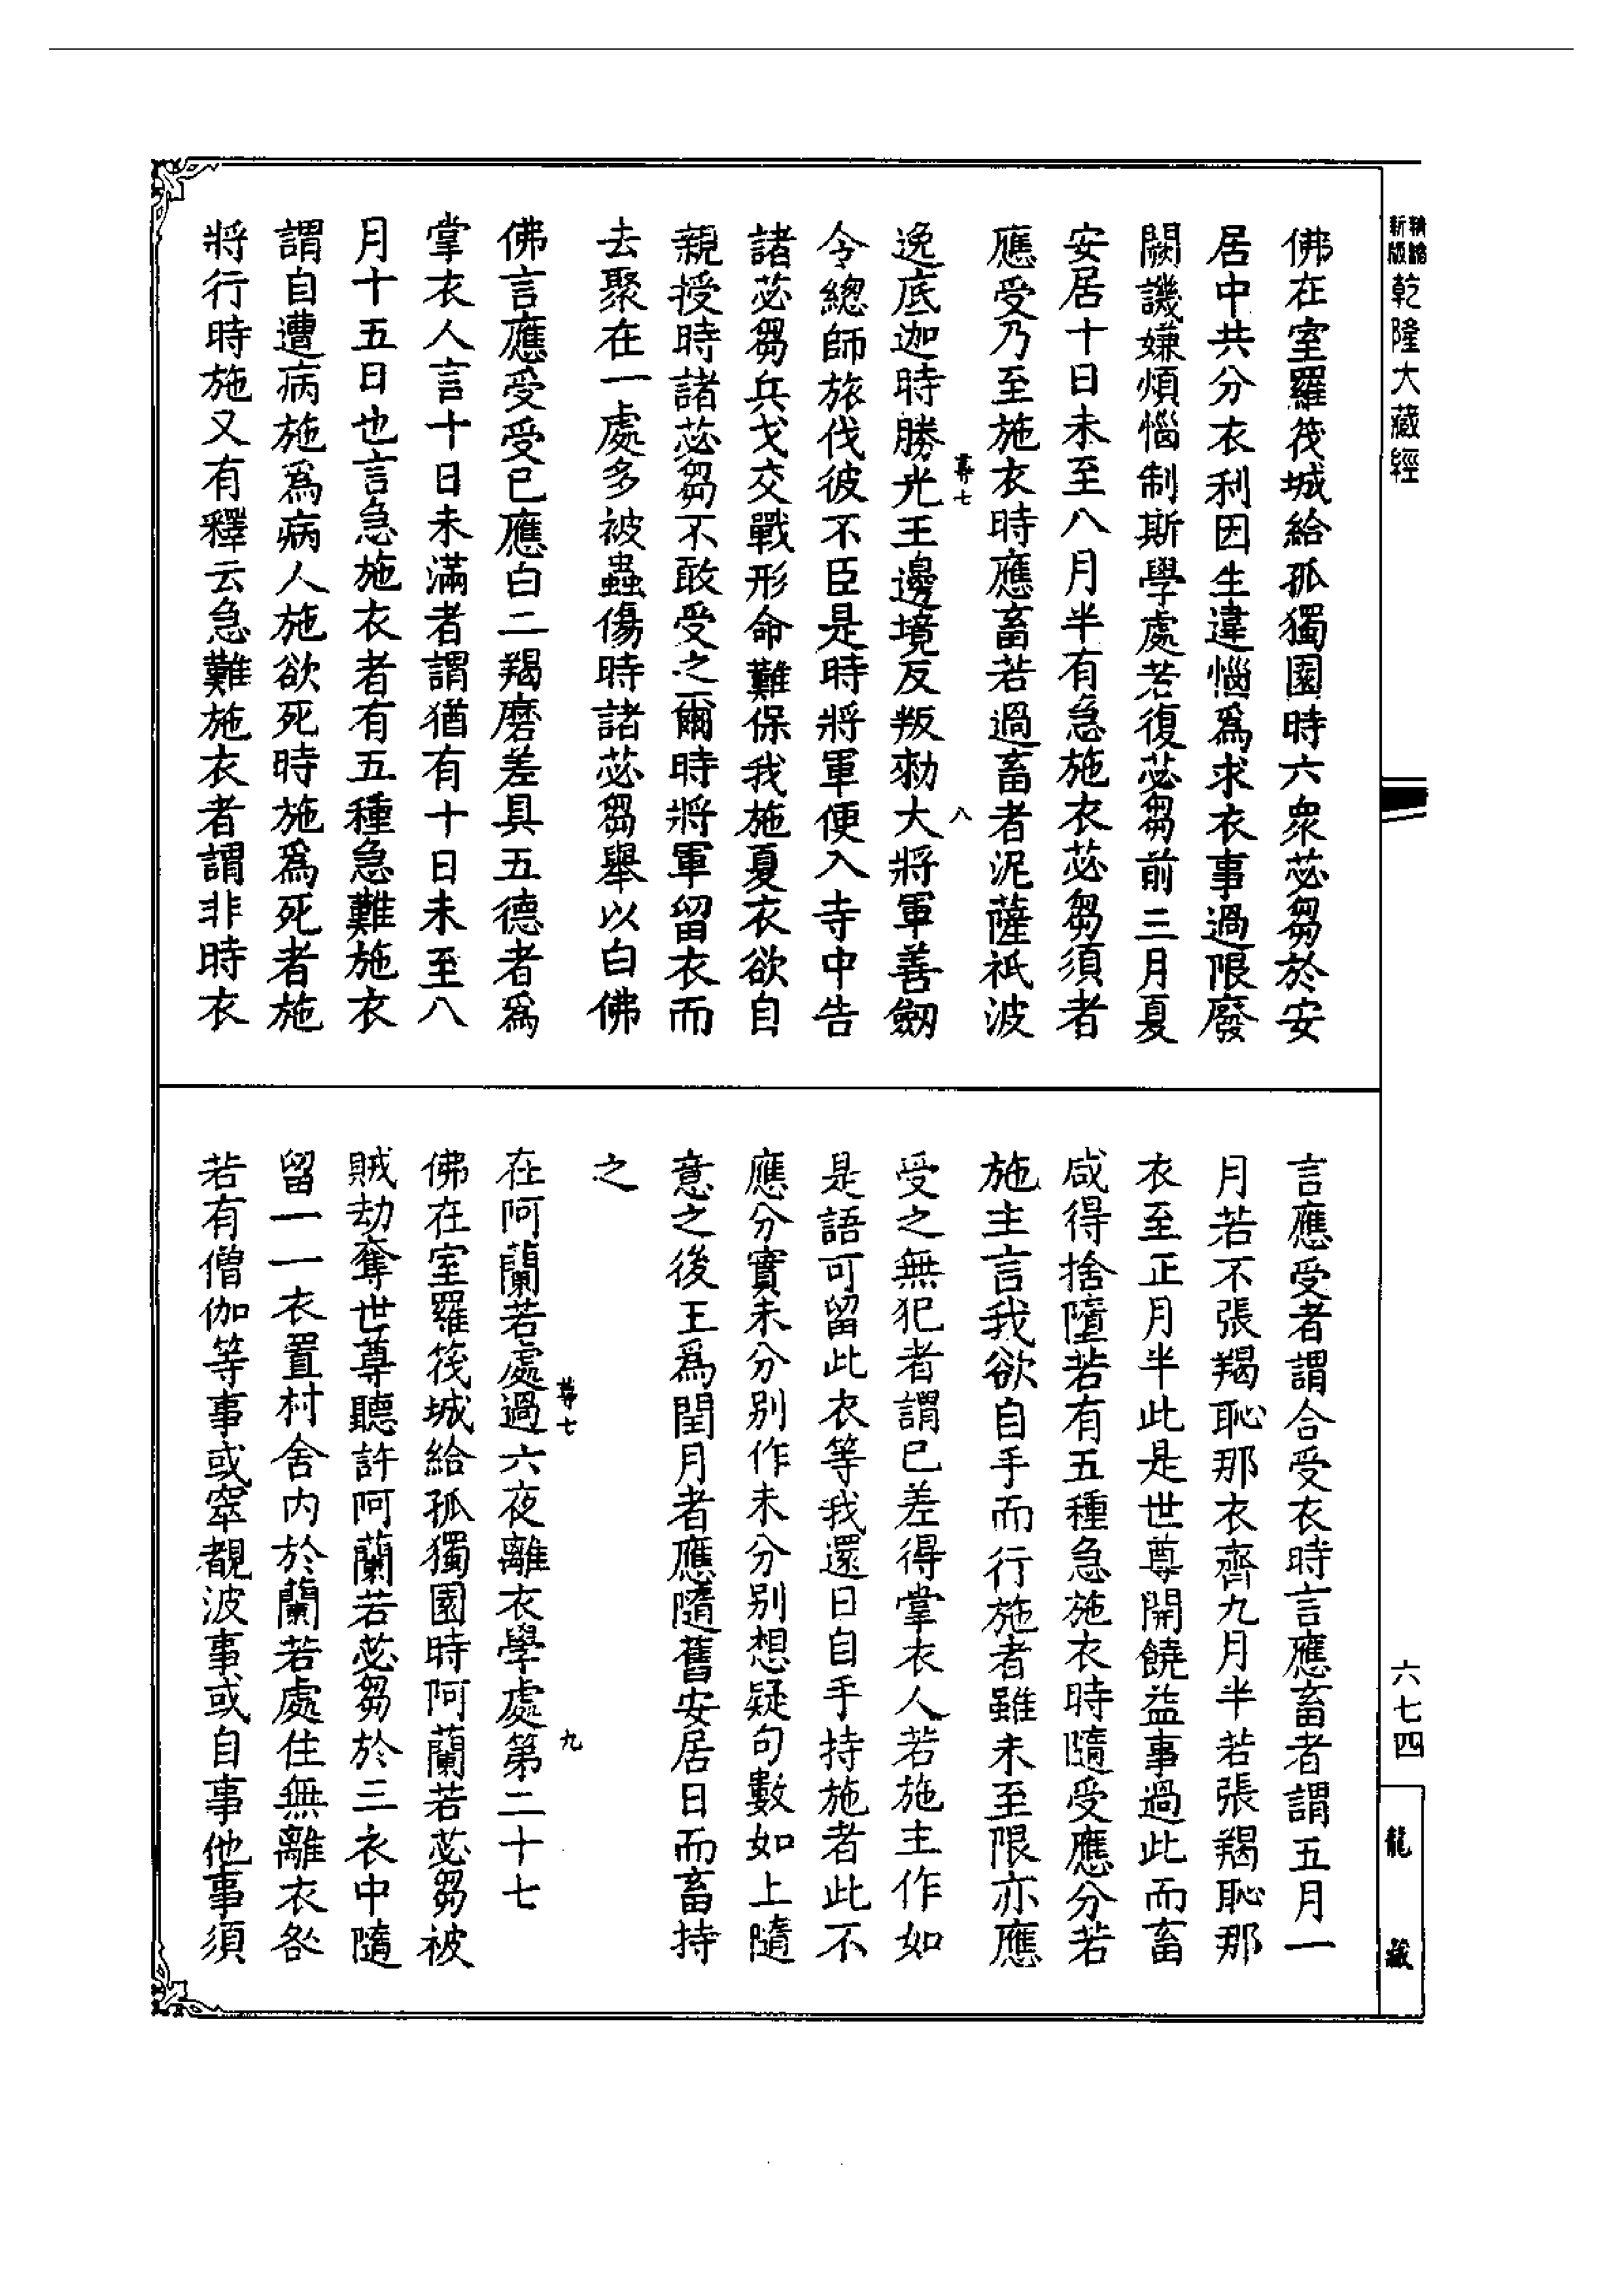 新版
乾隆大藏經
佛在室羅筏城給孤獨園時六眾苾芻於安
居中共分衣利因生違惱爲求衣事過限廢
闕譏嫌煩惱制斯學處若復苾芻前三月夏
安居十日未至八月半有急施衣苾芻須者
應受乃至施衣時應畜若過畜者泥薩祇波
逸底迦時勝光王邊境反叛勑大將軍善劒
令總師旅伐彼不臣是時將軍便入寺中告
諸苾芻兵戈交戰形命難保我施夏衣欲自
親授時諸苾芻不敢受之爾時將軍留衣而
去聚在一處多被蟲傷時諸苾芻舉以白佛
佛言應受受已應白二羯磨差具五德者爲
掌衣人言十日未滿者謂猶有十日未至八
月十五日也言急施衣者有五種急難施衣
謂自遭病施爲病人施欲死時施爲死者施
將行時施又有釋云急難施衣者謂非時衣
言應受者謂合受衣時言應畜者謂五月一
月若不張羯恥那衣齊九月半若張羯恥那
衣至正月半此是世尊開饒益事過此而畜
咸得捨墮若有五種急施衣時隨受應分若
施主言我欲自手而行施者雖未至限亦應
受之無犯者謂已差得掌衣人若施主作如
是語可留此衣等我還日自手持施者此不
應分實未分別作未分別想疑句數如上隨
意之後王爲閏月者應隨舊安居日而畜持
之
在阿蘭若處過六夜離衣學處第二十七
佛在室羅筏城給孤獨園時阿蘭若苾芻被
賊劫奪世尊聽許阿蘭若苾芻於三衣中隨
留一一衣置村舍內於蘭若處住無離衣咎
若有僧伽等事或窣覩波事或自事他事須
七
八
七
九
六七四
龍
藏